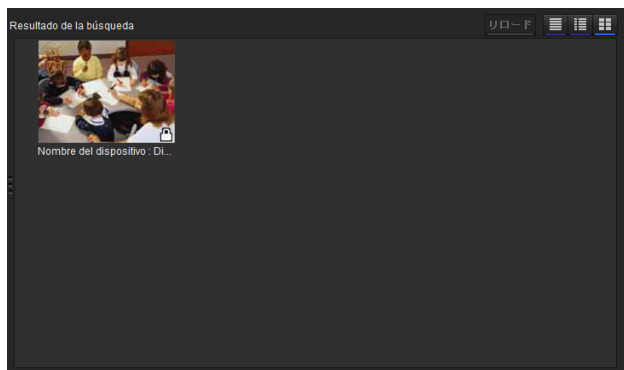 Resultado de la búsqueda
リロード
Nombre del dispositivo : Di...